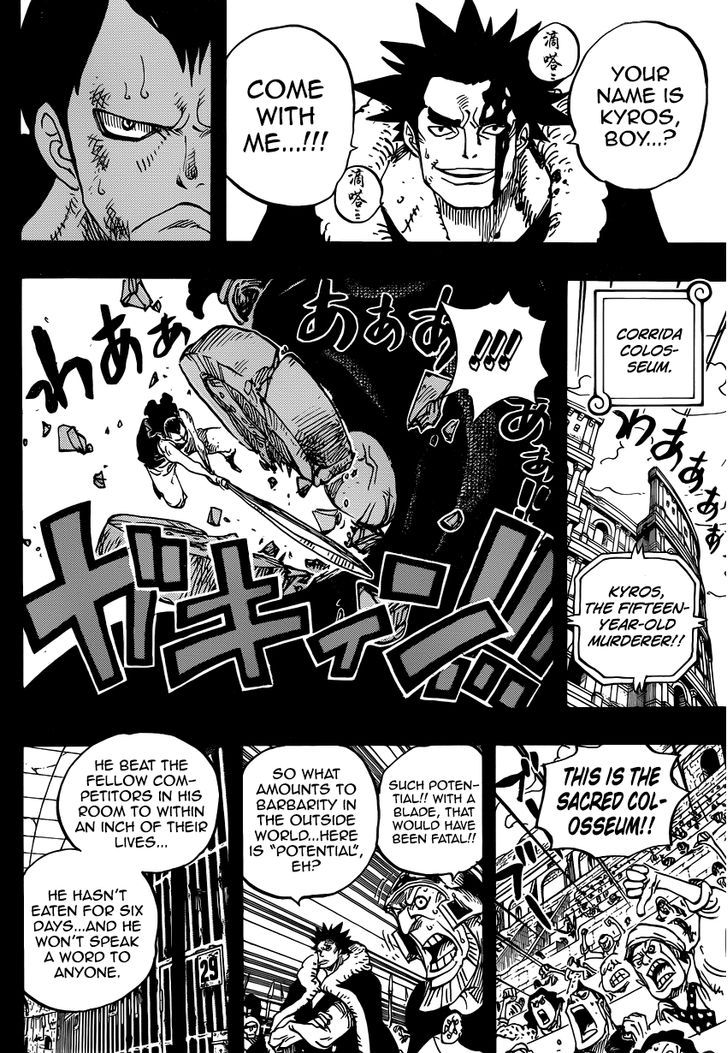 YOUR
NAME IS
KYROS,
BOY...?
滴嗒
滴嗒
COME
WITH
ME...!!!
CORRIDA
COLOS-
SEUM.
わあああ
KYROS,
THE FIFTEEN-
YEAR-OLD
MURDERER!!
!!!
わあああ
あああ
あぁ!!
ガキィン!!!
THIS IS THE
SACRED COL-
OSSEUM!!
SUCH POTEN-
TIAL!! WITH A
BLADE, THAT
WOULD HAVE
BEEN FATAL!!
SO WHAT
AMOUNTS TO
BARBARITY IN
THE OUTSIDE
WORLD...HERE
IS "POTENTIAL",
EH?
HE BEAT THE
FELLOW COM-
PETITORS IN HIS
ROOM TO WITHIN
AN INCH OF THEIR
LIVES...
HE HASN'T
EATEN FOR SIX
DAYS...AND HE
WON'T SPEAK
A WORD TO
ANYONE.
29